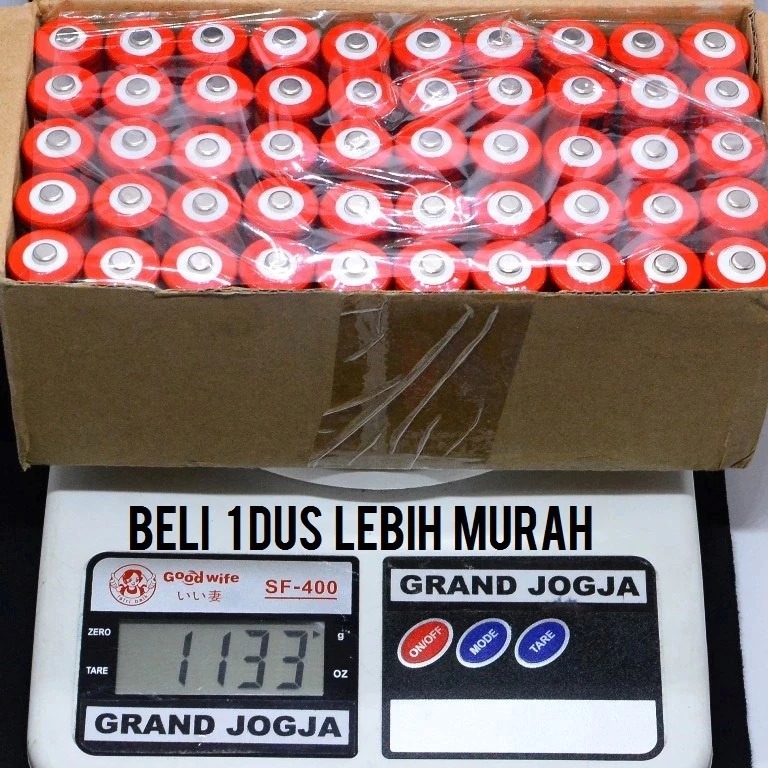 BELI 1DUS LEBIH MURAH
Good wife
いい妻
SF-400
ZERO
TARE
1133
g
OZ
GRAND JOGJA
GRAND JOGJA
ON/OFF
MODE
TARE